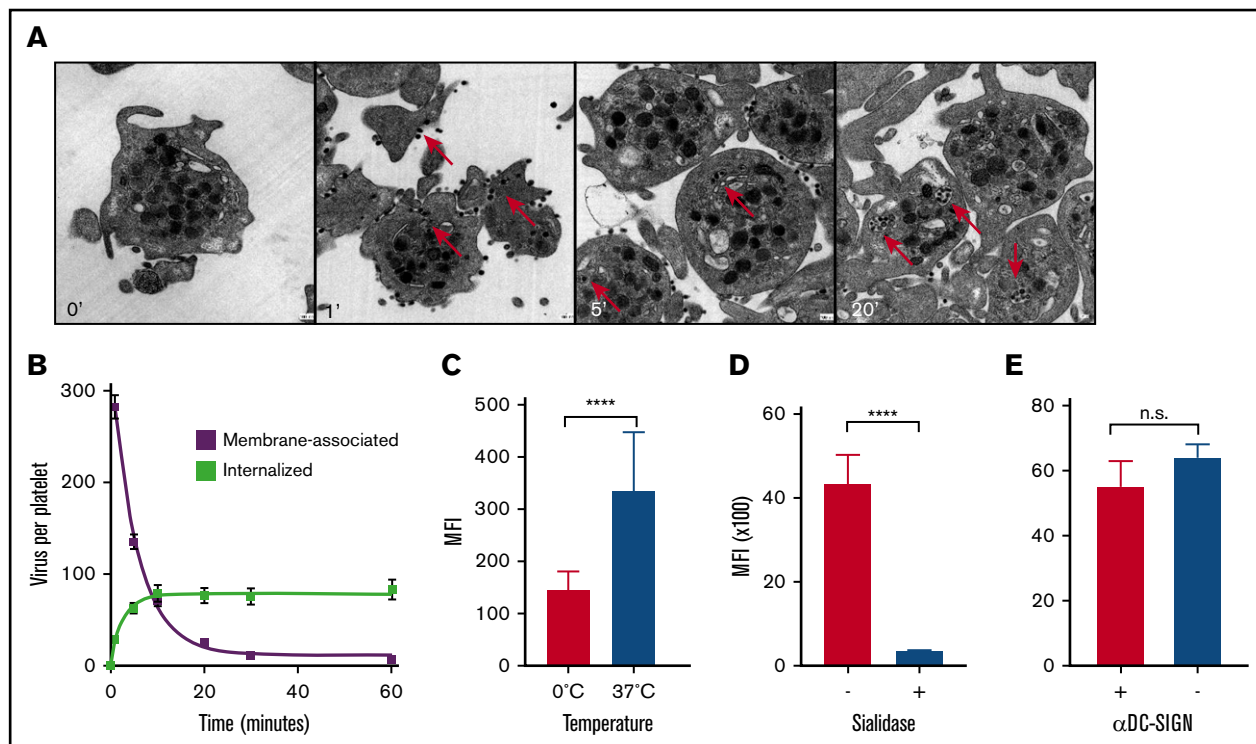 A
0'
1'
5'
20'
B
300
200
100
0
Virus per platelet
Membrane-associated
Internalized
0
20
40
60
Time (minutes)
C
500
400
300
200
100
0
MFI
****
0°C
37°C
Temperature
D
60
40
20
0
MFI (x100)
****
-
+
Sialidase
E
80
60
40
20
0
n.s.
+
-
αDC-SIGN